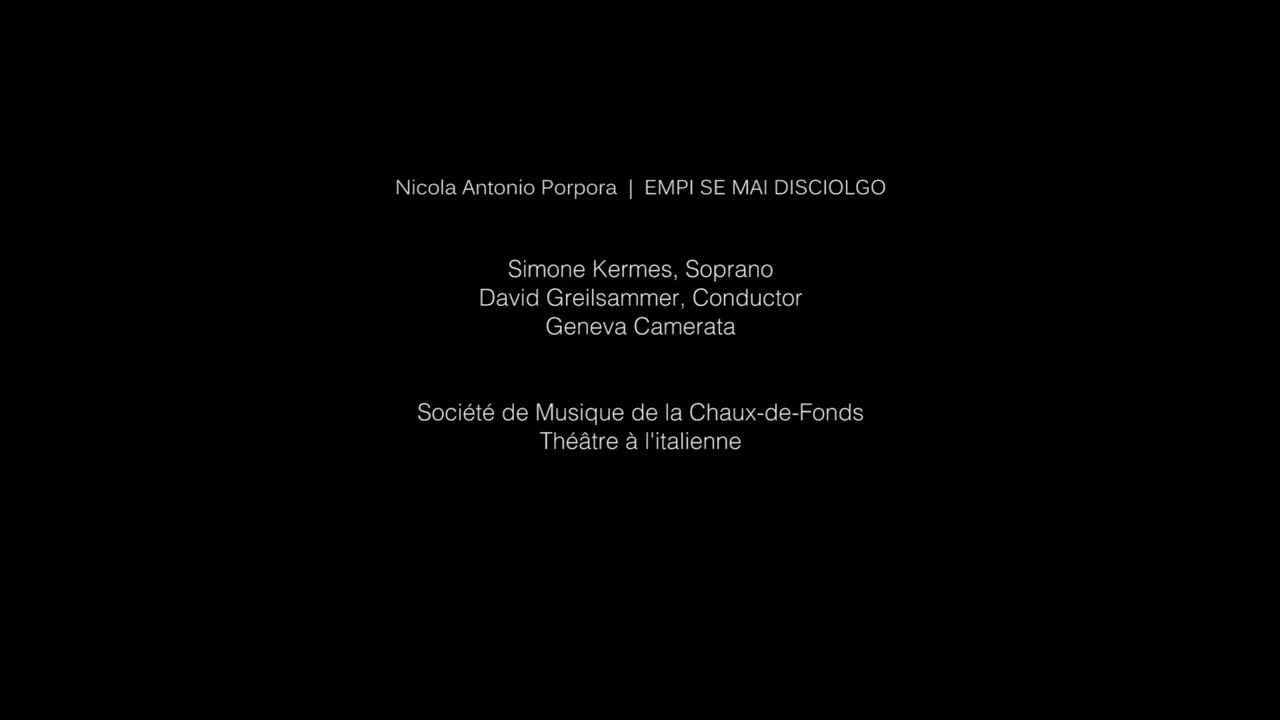 Nicola Antonio Porpora | EMPI SE MAI DISCIOLGO
Simone Kermes, Soprano
David Greilsammer, Conductor
Geneva Camerata
Société de Musique de la Chaux-de-Fonds
Théâtre à l'italienne